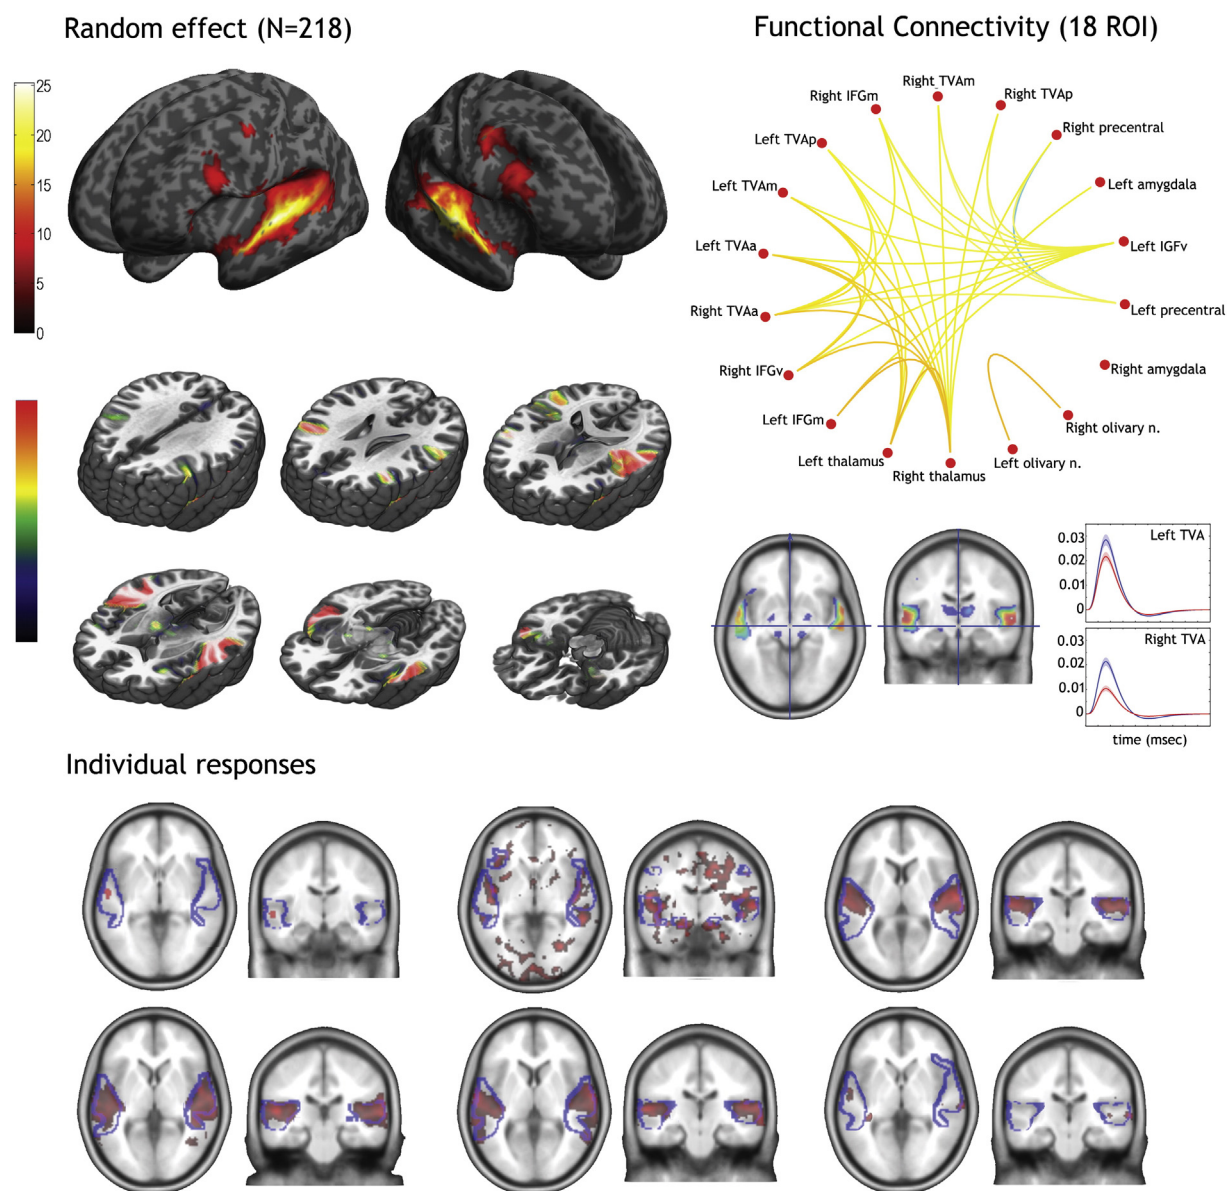 Random effect (N=218)
Functional Connectivity (18 ROI)
25
20
15
10
5
0
Right TVAm
Right IFGm
Right TVAp
Left TVAp
Right precentral
Left TVAm
Left amygdala
Left TVAa
Left IGFv
Right TVAa
Left precentral
Right IFGv
Right amygdala
Left IFGm
Right olivary n.
Left thalamus
Left olivary n.
Right thalamus
0.03
Left TVA
0.02
0.01
0
0.03
Right TVA
0.02
0.01
0
time (msec)
Individual responses